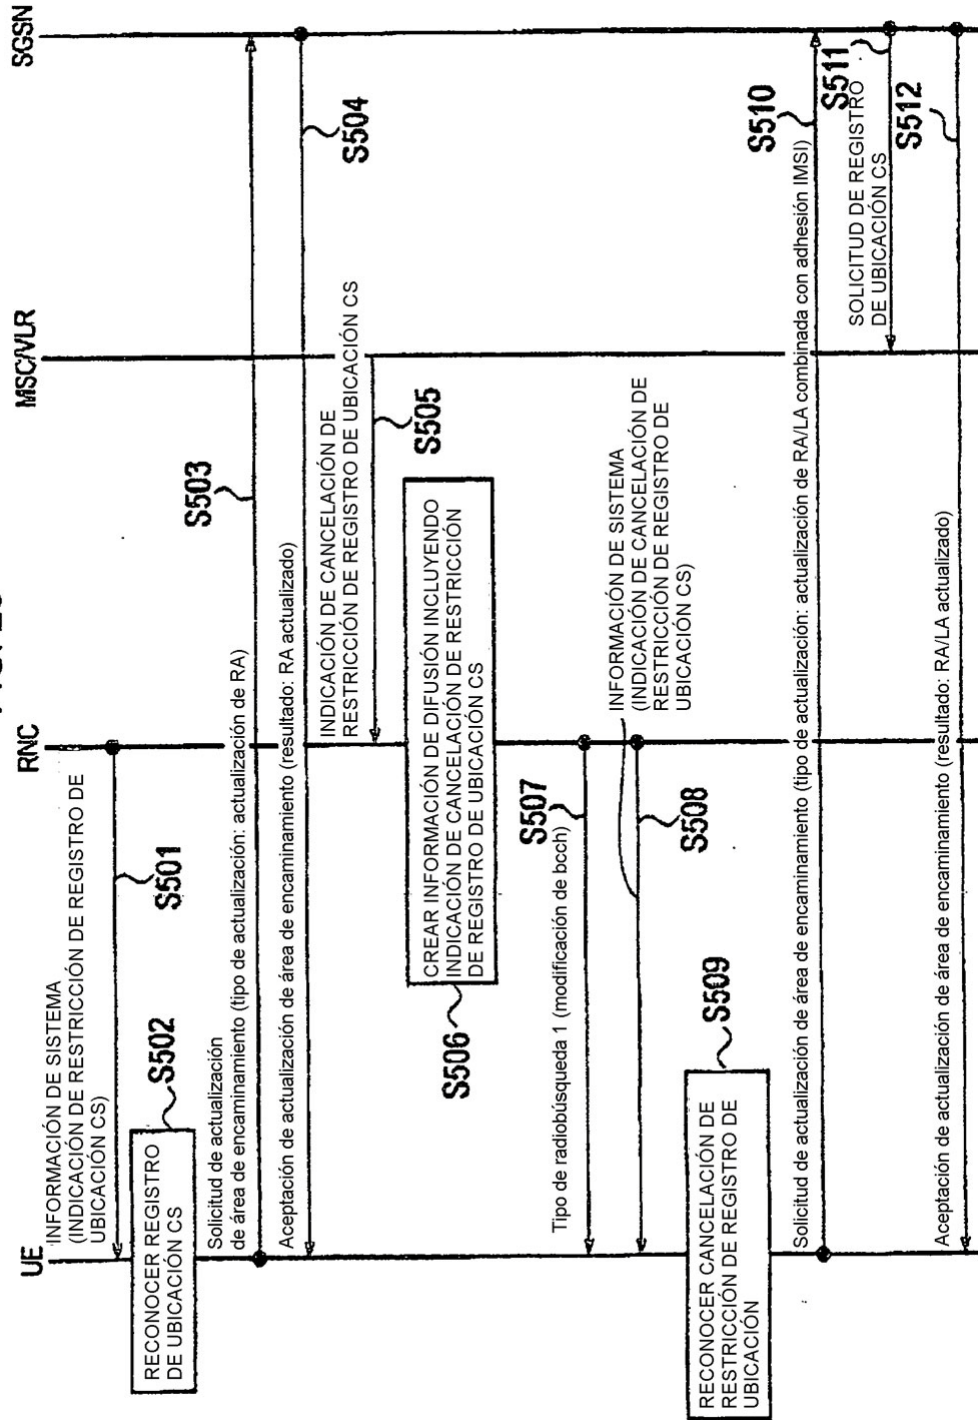 UE
RNC
MSC/VLR
SGSN
INFORMACIÓN DE SISTEMA
(INDICACIÓN DE RESTRICCIÓN DE REGISTRO DE
UBICACIÓN CS)
S501
RECONOCER REGISTRO
DE UBICACIÓN CS
S502
Solicitud de actualización
de área de encaminamiento (tipo de actualización: actualización de RA)
S503
Aceptación de actualización de área de encaminamiento (resultado: RA actualizado)
S504
INDICACIÓN DE CANCELACIÓN DE
RESTRICCIÓN DE REGISTRO DE UBICACIÓN CS
S505
CREAR INFORMACIÓN DE DIFUSIÓN INCLUYENDO
INDICACIÓN DE CANCELACIÓN DE RESTRICCIÓN
DE REGISTRO DE UBICACIÓN CS
S506
Tipo de radiobúsqueda 1 (modificación de bcch)
S507
INFORMACIÓN DE SISTEMA
(INDICACIÓN DE CANCELACIÓN DE
RESTRICCIÓN DE REGISTRO DE
UBICACIÓN CS)
S508
RECONOCER CANCELACIÓN DE
RESTRICCIÓN DE REGISTRO DE
UBICACIÓN
S509
Solicitud de actualización de área de encaminamiento (tipo de actualización: actualización de RA/LA combinada con adhesión IMSI)
S510
S511
SOLICITUD DE REGISTRO
DE UBICACIÓN CS
S512
Aceptación de actualización de área de encaminamiento (resultado: RA/LA actualizado)